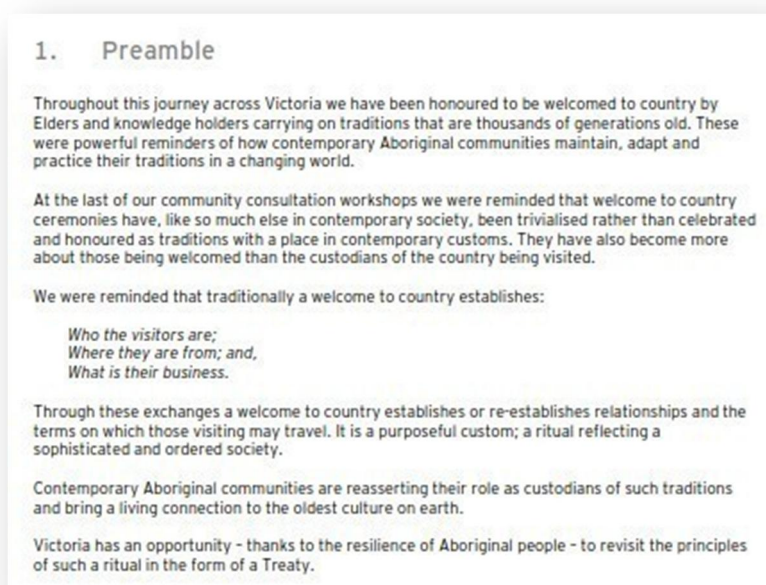 1. Preamble
Throughout this journey across Victoria we have been honoured to be welcomed to country by
Elders and knowledge holders carrying on traditions that are thousands of generations old. These
were powerful reminders of how contemporary Aboriginal communities maintain, adapt and
practice their traditions in a changing world.
At the last of our community consultation workshops we were reminded that welcome to country
ceremonies have, like so much else in contemporary society, been trivialised rather than celebrated
and honoured as traditions with a place in contemporary customs. They have also become more
about those being welcomed than the custodians of the country being visited.
We were reminded that traditionally a welcome to country establishes:
Who the visitors are;
Where they are from; and,
What is their business.
Through these exchanges a welcome to country establishes or re-establishes relationships and the
terms on which those visiting may travel. It is a purposeful custom; a ritual reflecting a
sophisticated and ordered society.
Contemporary Aboriginal communities are reasserting their role as custodians of such traditions
and bring a living connection to the oldest culture on earth.
Victoria has an opportunity – thanks to the resilience of Aboriginal people – to revisit the principles
of such a ritual in the form of a Treaty.